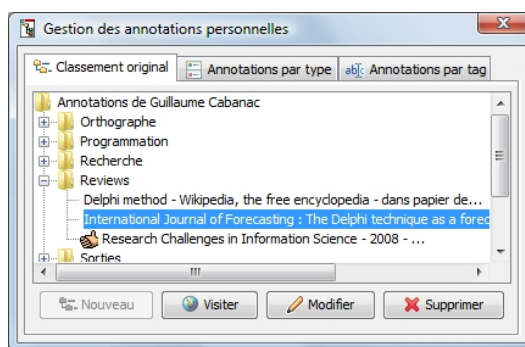 Gestion des annotations personnelles
Classement original Annotations par type ab Annotations par tag
Annotations de Guillaume Cabanac
Orthographe
Programmation
Recherche
Reviews
Delphi method - Wikipedia, the free encyclopedia - dans papier de...
International Journal of Forecasting : The Delphi technique as a forec
Research Challenges in Information Science - 2008 - ...
Sorties
Nouveau Visiter Modifier Supprimer